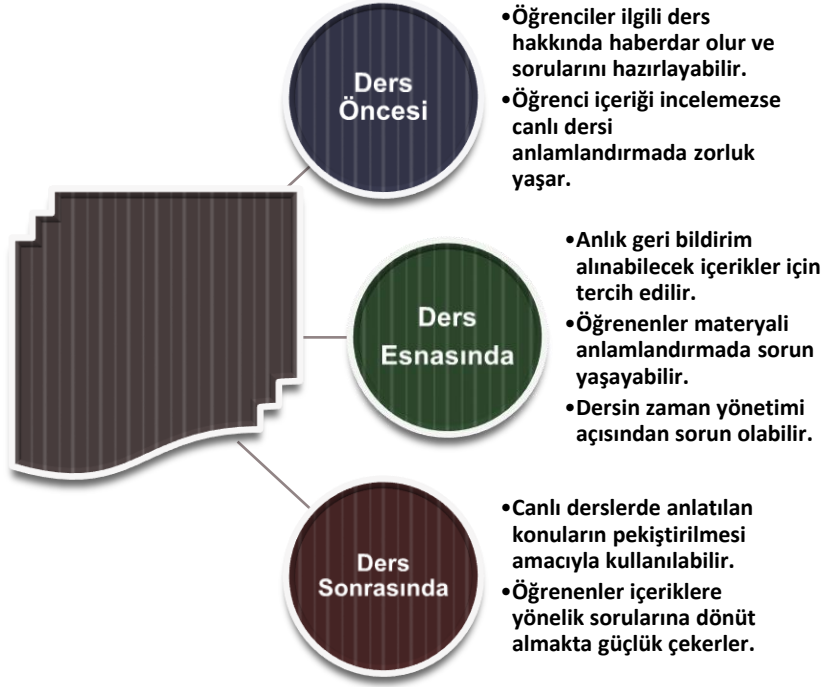 Ders
Öncesi
•Öğrenciler ilgili ders
hakkında haberdar olur ve
sorularını hazırlayabilir.
•Öğrenci içeriği incelemezse
canlı dersi
anlamlandırmada zorluk
yaşar.
Ders
Esnasında
•Anlık geri bildirim
alınabilecek içerikler için
tercih edilir.
•Öğrenenler materyali
anlamlandırmada sorun
yaşayabilir.
•Dersin zaman yönetimi
açısından sorun olabilir.
Ders
Sonrasında
•Canlı derslerde anlatılan
konuların pekiştirilmesi
amacıyla kullanılabilir.
•Öğrenenler içeriklere
yönelik sorularına dönüt
almakta güçlük çekerler.